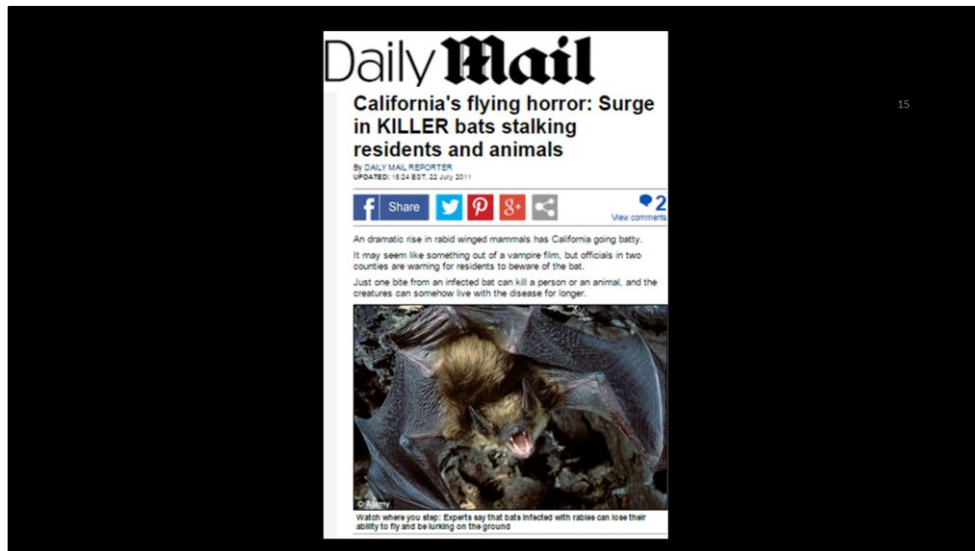 Daily Mail
California's flying horror: Surge
in KILLER bats stalking
residents and animals
By DAILY MAIL REPORTER
UPDATED: 15:24 EST, 22 July 2011
f Share
8+
2
View comments
An dramatic rise in rabid winged mammals has California going batty.
It may seem like something out of a vampire film, but officials in two
counties are warning for residents to beware of the bat.
Just one bite from an infected bat can kill a person or an animal, and the
creatures can somehow live with the disease for longer.
© Alamy
Watch where you step: Experts say that bats infected with rabies can lose their
ability to fly and be lurking on the ground
15